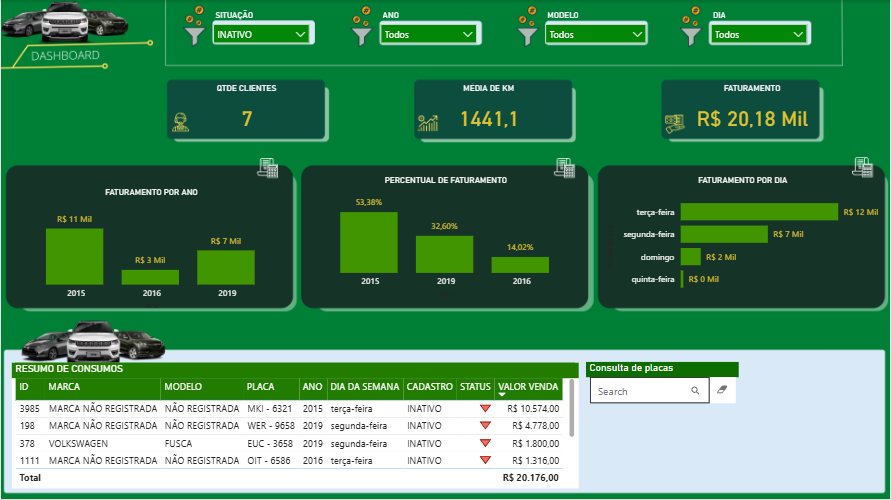 DASHBOARD
SITUAÇÃO
INATIVO
ANO
Todos
MODELO
Todos
DIA
Todos
QTDE CLIENTES
7
MÉDIA DE KM
1441,1
FATURAMENTO
R$ 20,18 Mil
FATURAMENTO POR ANO
R$ 11 Mil
R$ 3 Mil
R$ 7 Mil
2015 2016 2019
PERCENTUAL DE FATURAMENTO
53,38%
32,60%
14,02%
2015 2019 2016
FATURAMENTO POR DIA
terça-feira R$ 12 Mil
segunda-feira R$ 7 Mil
domingo R$ 2 Mil
quinta-feira R$ 0 Mil
RESUMO DE CONSUMOS
ID MARCA MODELO PLACA ANO DIA DA SEMANA CADASTRO STATUS VALOR VENDA
3985 MARCA NÃO REGISTRADA NÃO REGISTRADA MKI - 6321 2015 terça-feira INATIVO R$ 10.574,00
198 MARCA NÃO REGISTRADA NÃO REGISTRADA WER - 9658 2019 segunda-feira INATIVO R$ 4.778,00
378 VOLKSWAGEN FUSCA EUC - 3658 2019 segunda-feira INATIVO R$ 1.800,00
1111 MARCA NÃO REGISTRADA NÃO REGISTRADA OIT - 6586 2016 terça-feira INATIVO R$ 1.316,00
Total R$ 20.176,00
Consulta de placas
Search